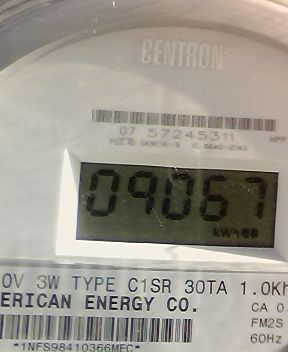 CENTRON®
07 57245311
09067
kWh
0V 3W TYPE C1SR 30TA 1.0Kh
ERICAN ENERGY CO.
CA 0.
FM2S
60Hz
*1NFS98410366MEC*